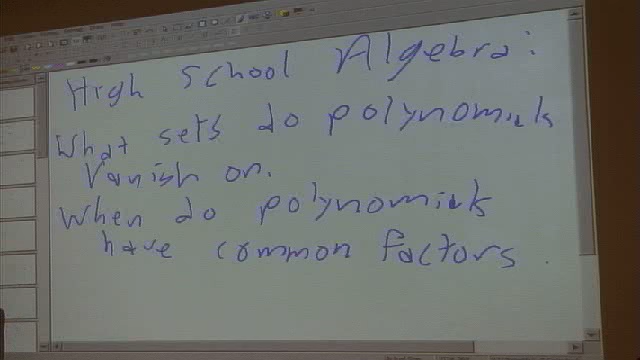 High School Algebra:
What sets do polynomials
Vanish on.
When do polynomials
have common factors.